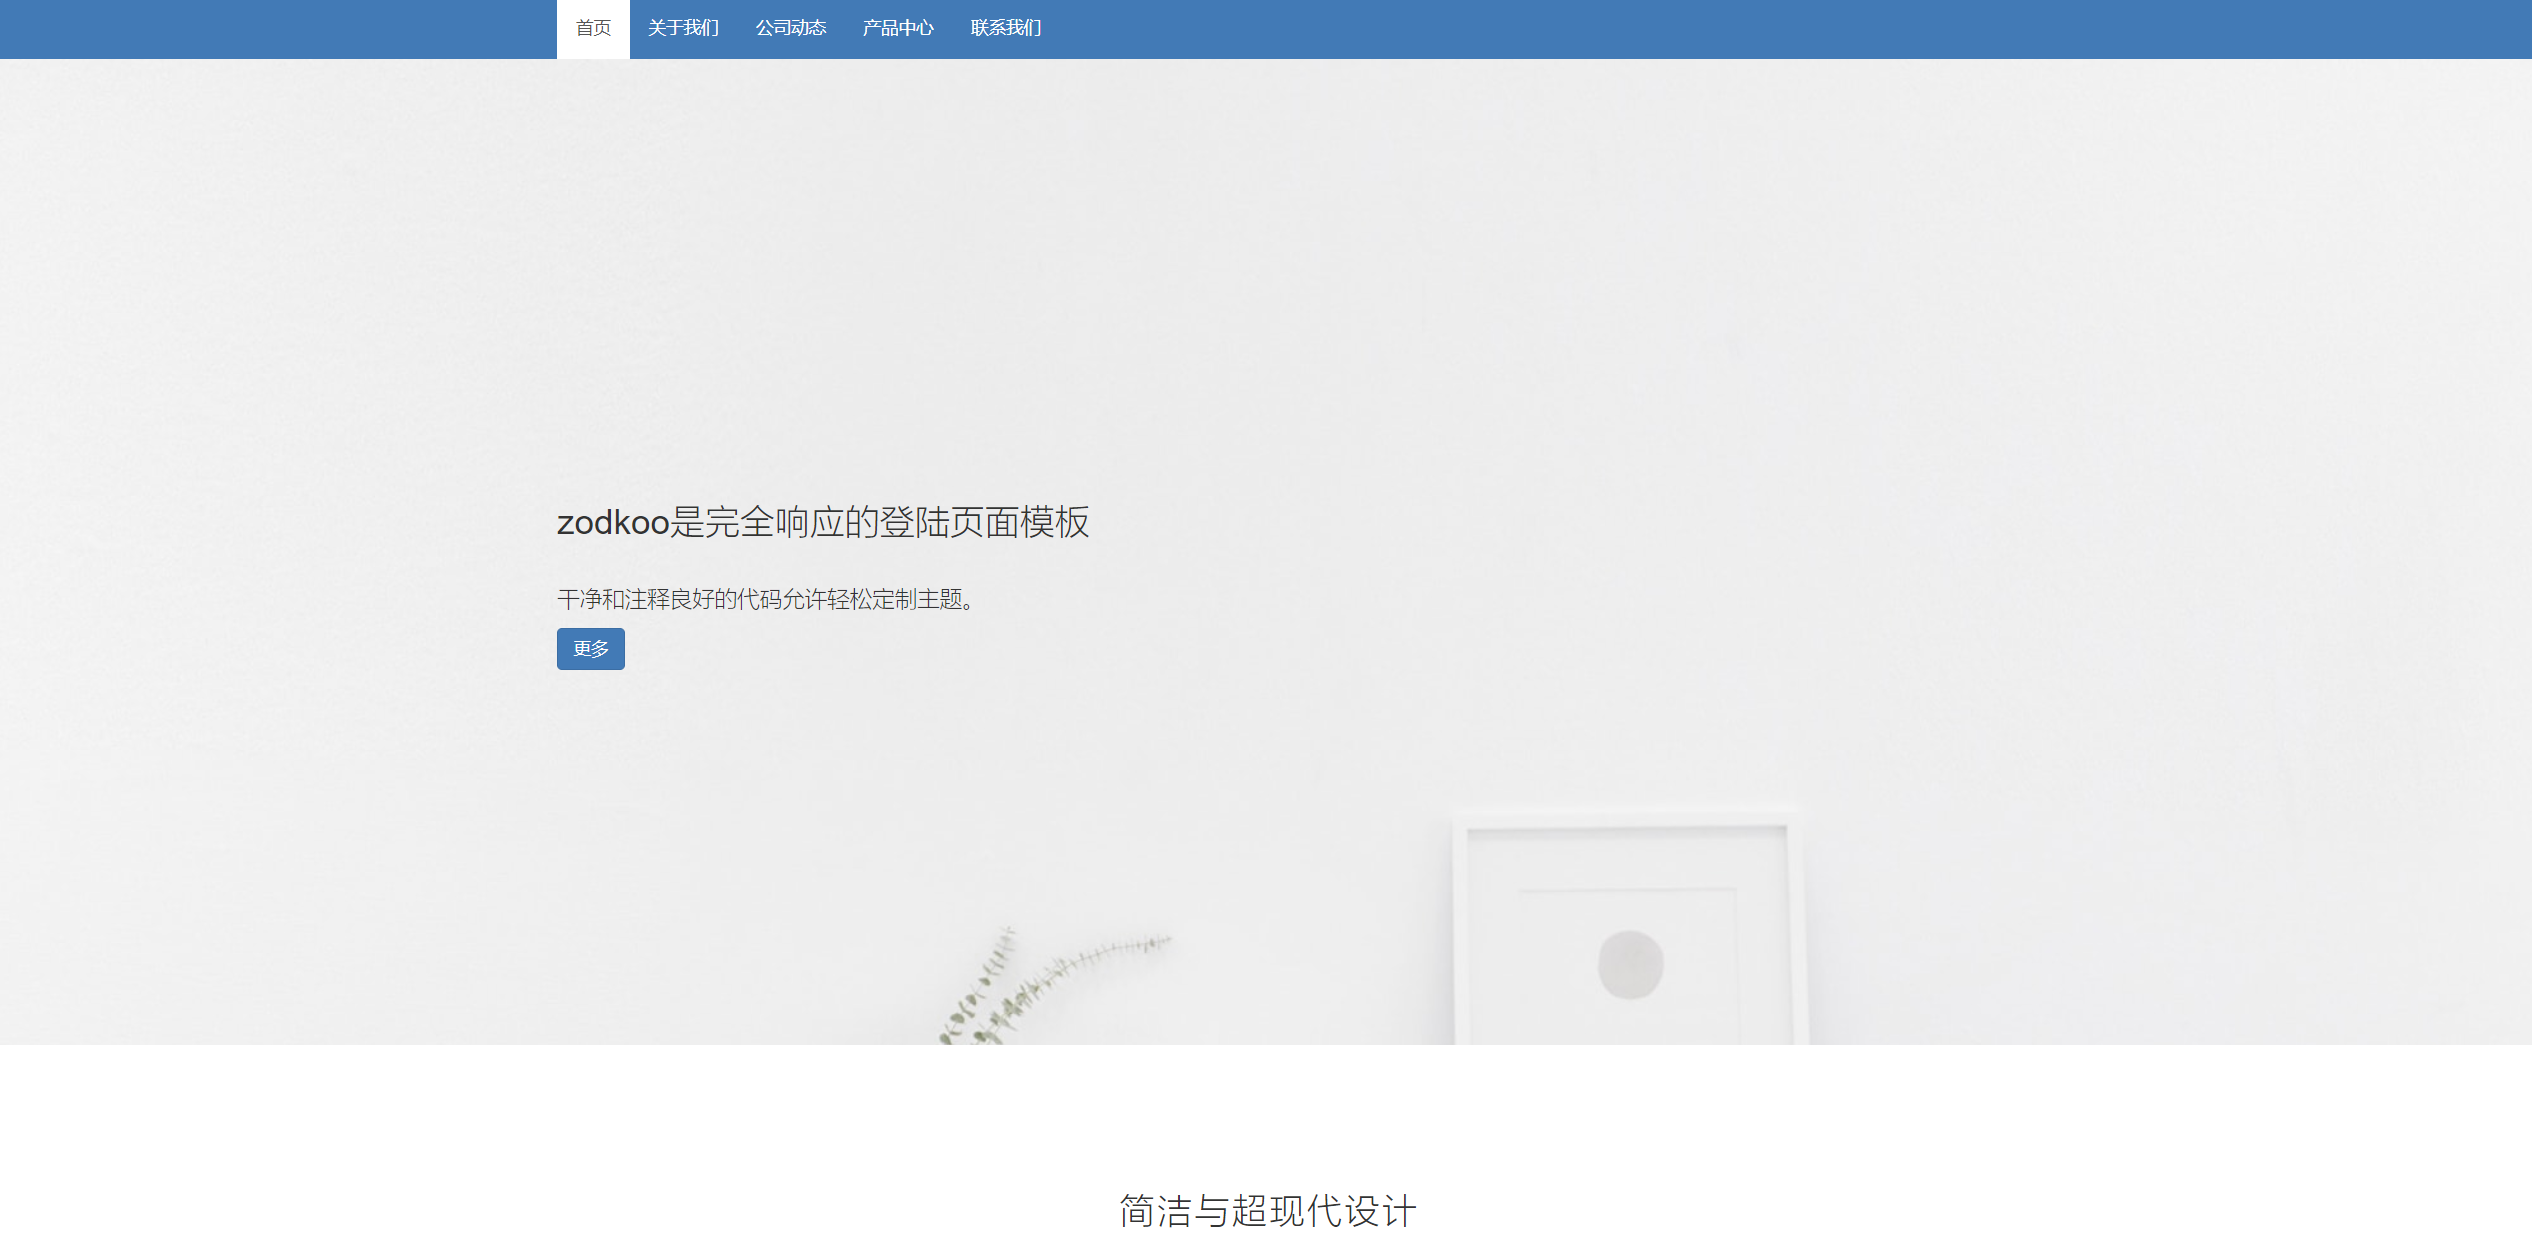 首页 关于我们 公司动态 产品中心 联系我们
zodkoo是完全响应的登陆页面模板
干净和注释良好的代码允许轻松定制主题。
更多
简洁与超现代设计